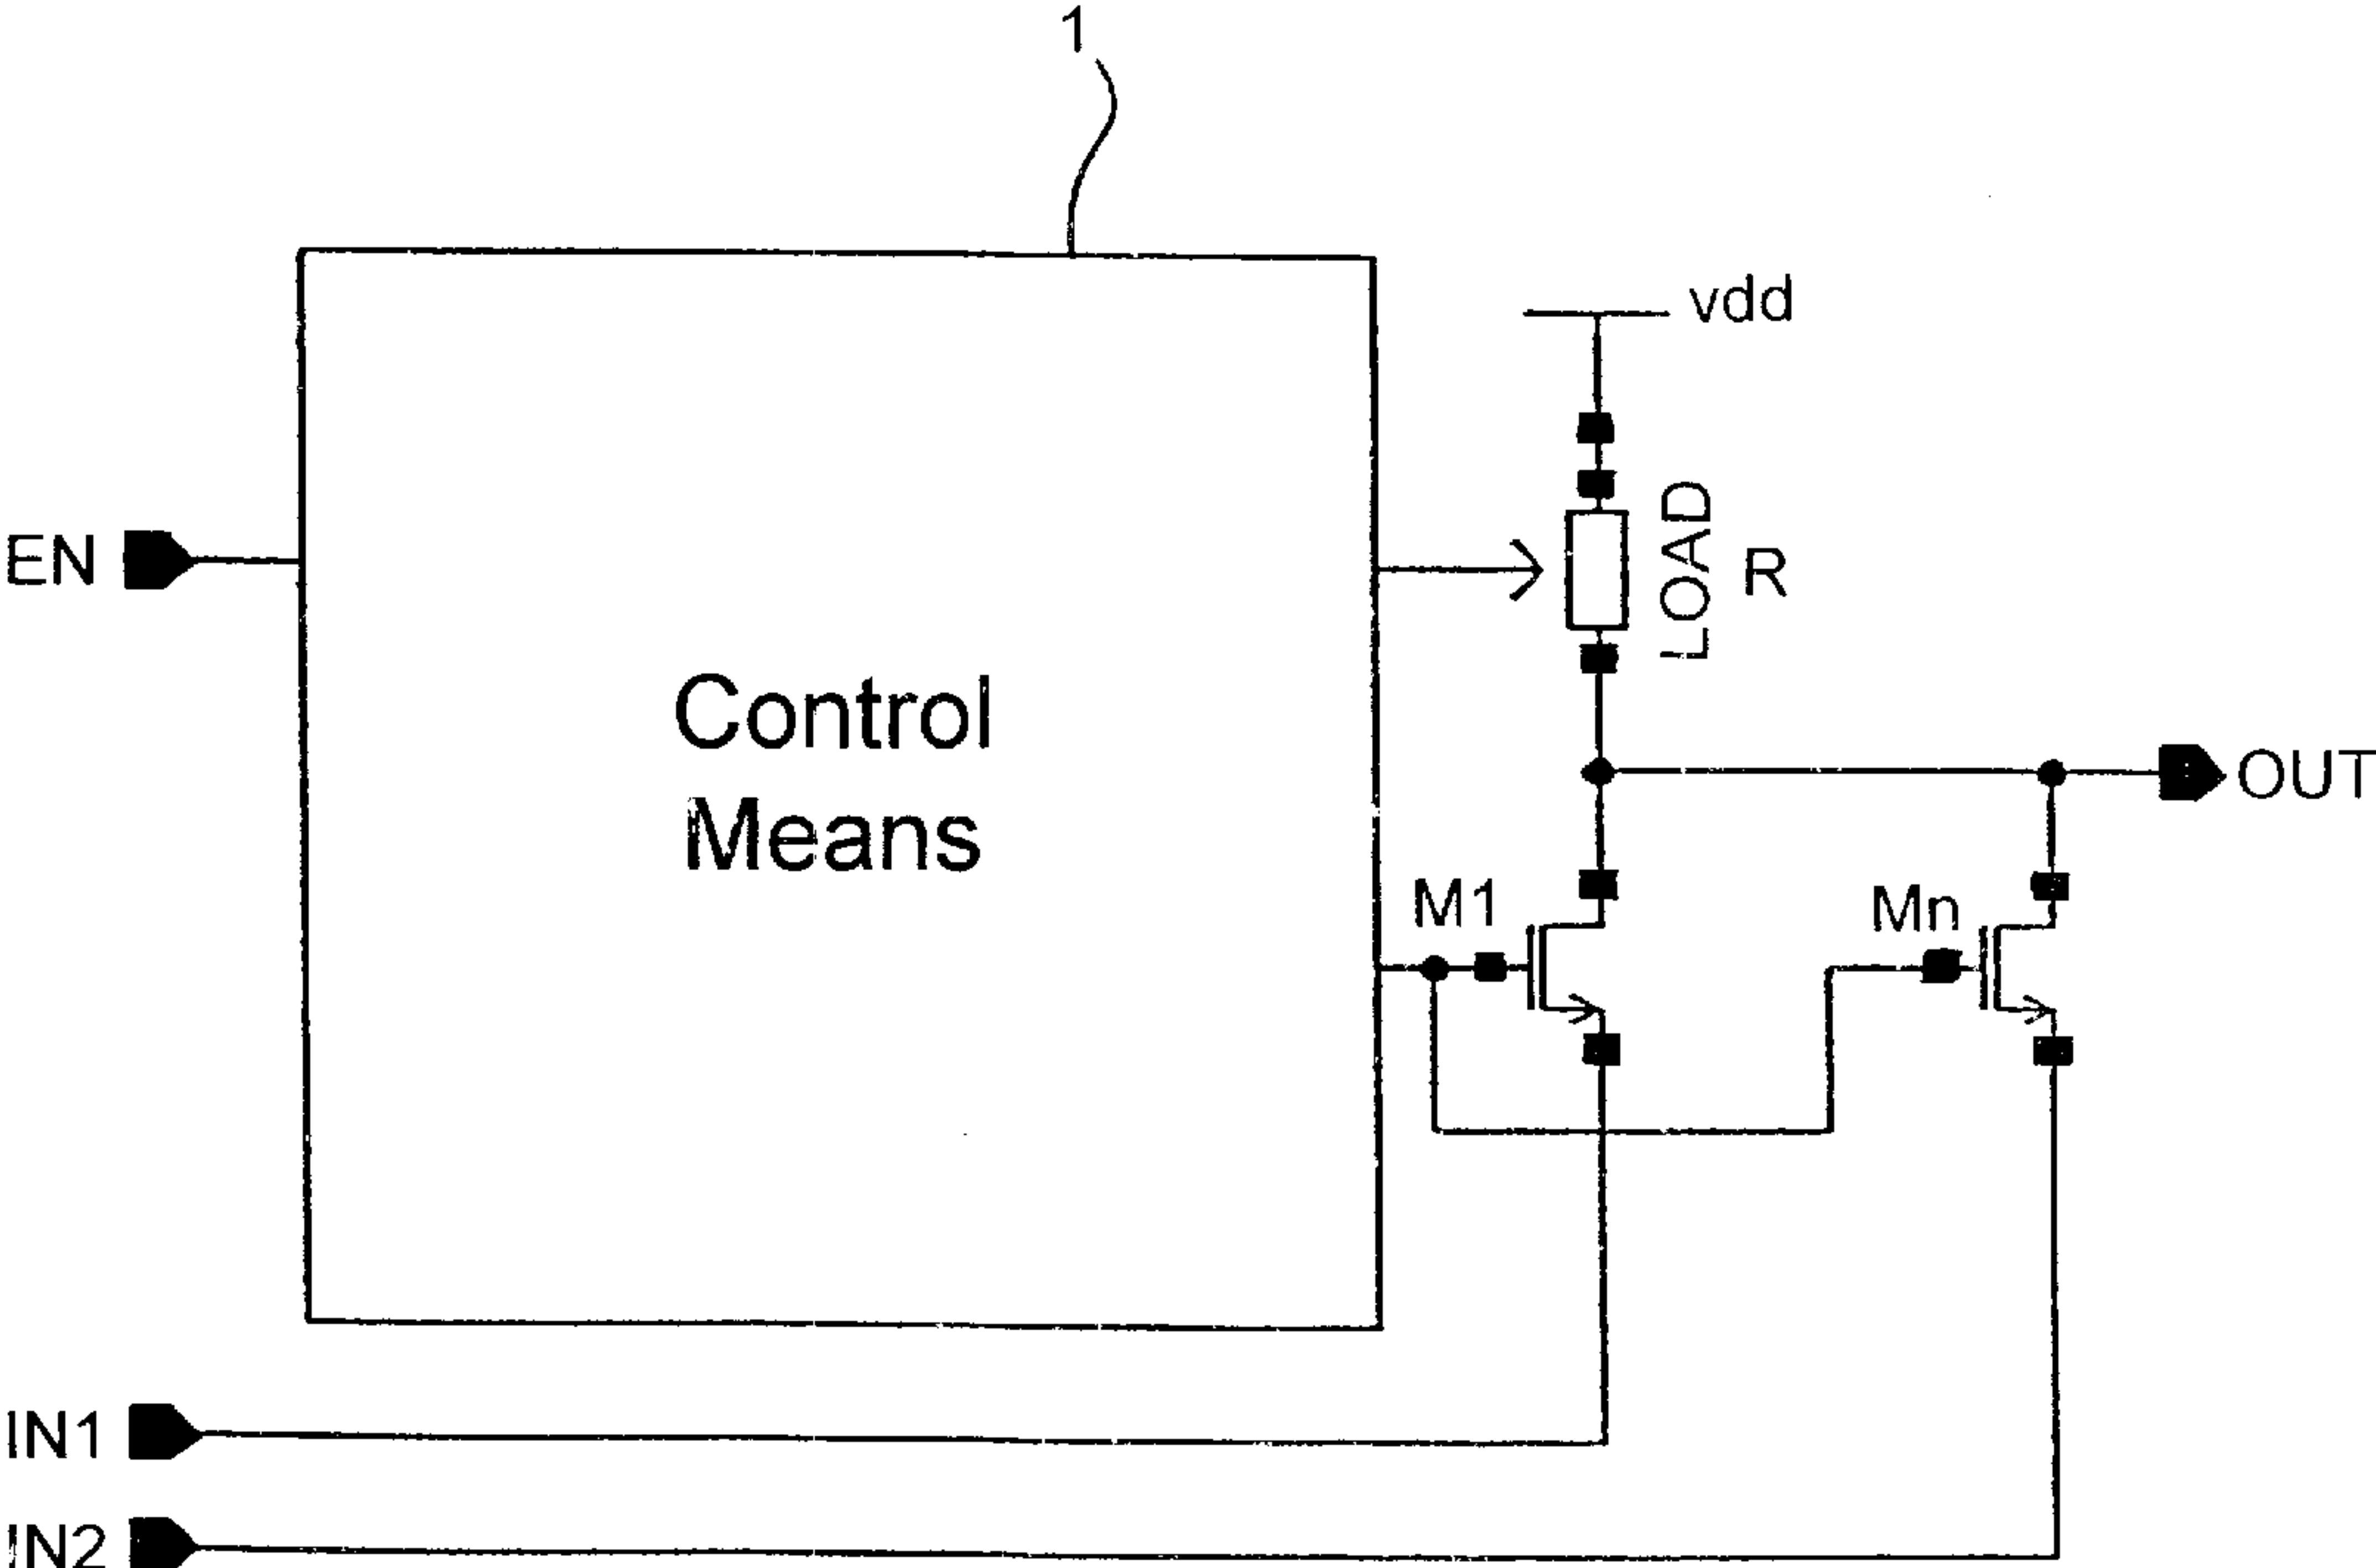 1
vdd
EN
LOAD
R
Control
Means
OUT
M1
Mn
IN1
IN2